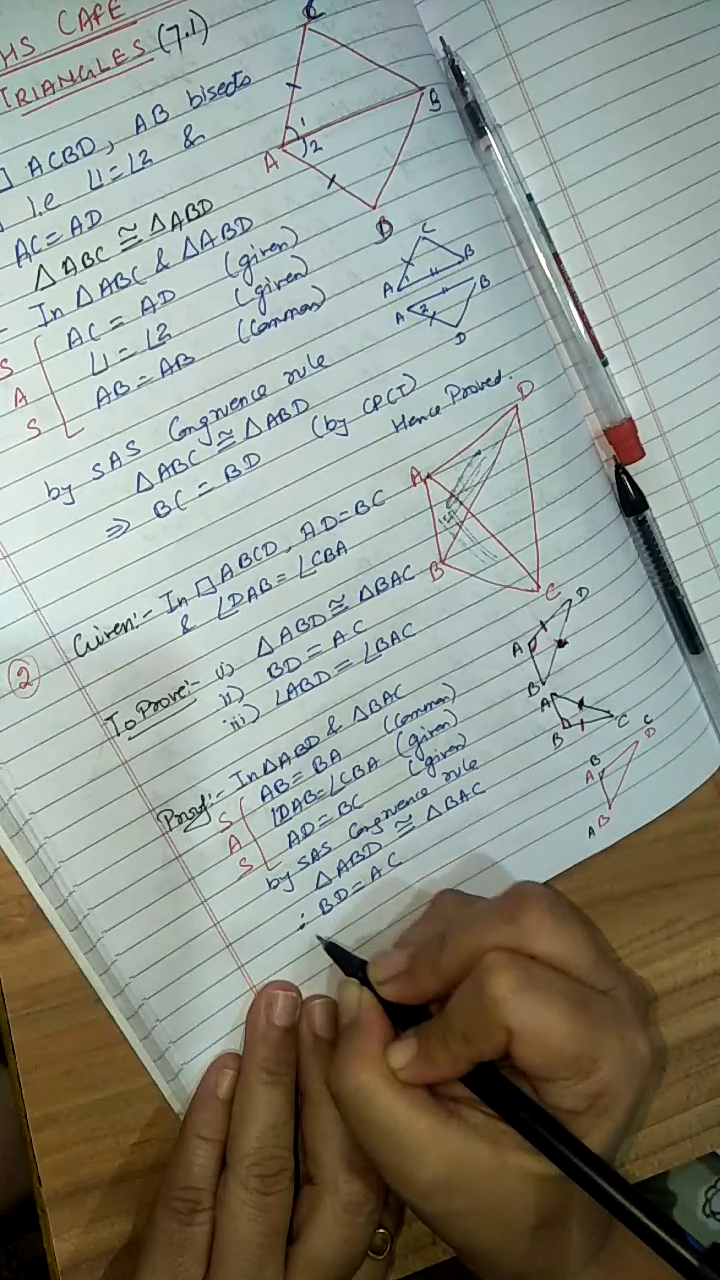 HS CAFE
TRIANGLES (7.1)
□ ACBD, AB bisects
i.e ∠1=∠2 &
AC=AD
ΔABC ≅ ΔABD
In ΔABC & ΔABD
S AC = AD (given)
A ∠1 = ∠2 (given)
S AB = AB (Common)
by SAS Congruence rule
ΔABC ≅ ΔABD
⇒ BC = BD (by CPCT)
Hence Proved.
C
A 1 B
2
D
C
A B
A 2 B
D
② Given:- In □ABCD, AD=BC
& ∠DAB = ∠CBA
To Prove:- (i) ΔABD ≅ ΔBAC
ii) BD = AC
iii) ∠ABD = ∠BAC
Proof:- In ΔABD & ΔBAC
S AB = BA (Common)
A ∠DAB=∠CBA (given)
S AD = BC (given)
by SAS Congruence rule
ΔABD ≅ ΔBAC
∴ BD = AC
D
A
B
C
D
A
B
A
B C
C
B D
A
A B